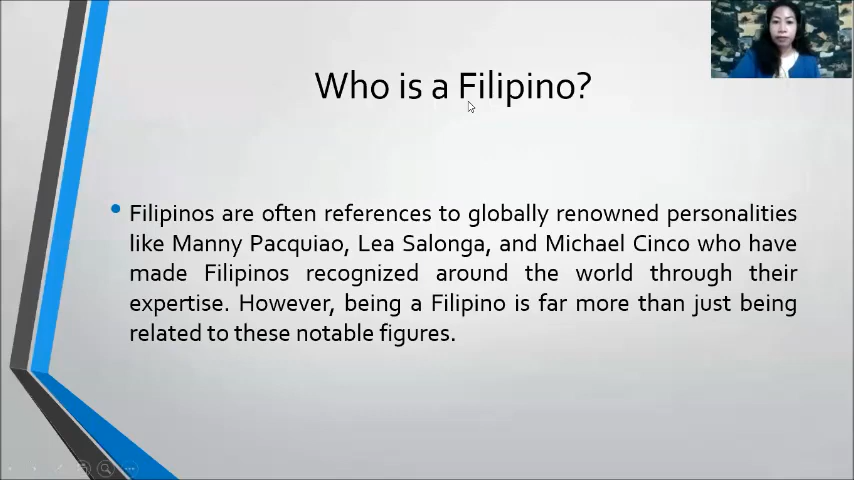 Who is a Filipino?
Filipinos are often references to globally renowned personalities
like Manny Pacquiao, Lea Salonga, and Michael Cinco who have
made Filipinos recognized around the world through their
expertise. However, being a Filipino is far more than just being
related to these notable figures.